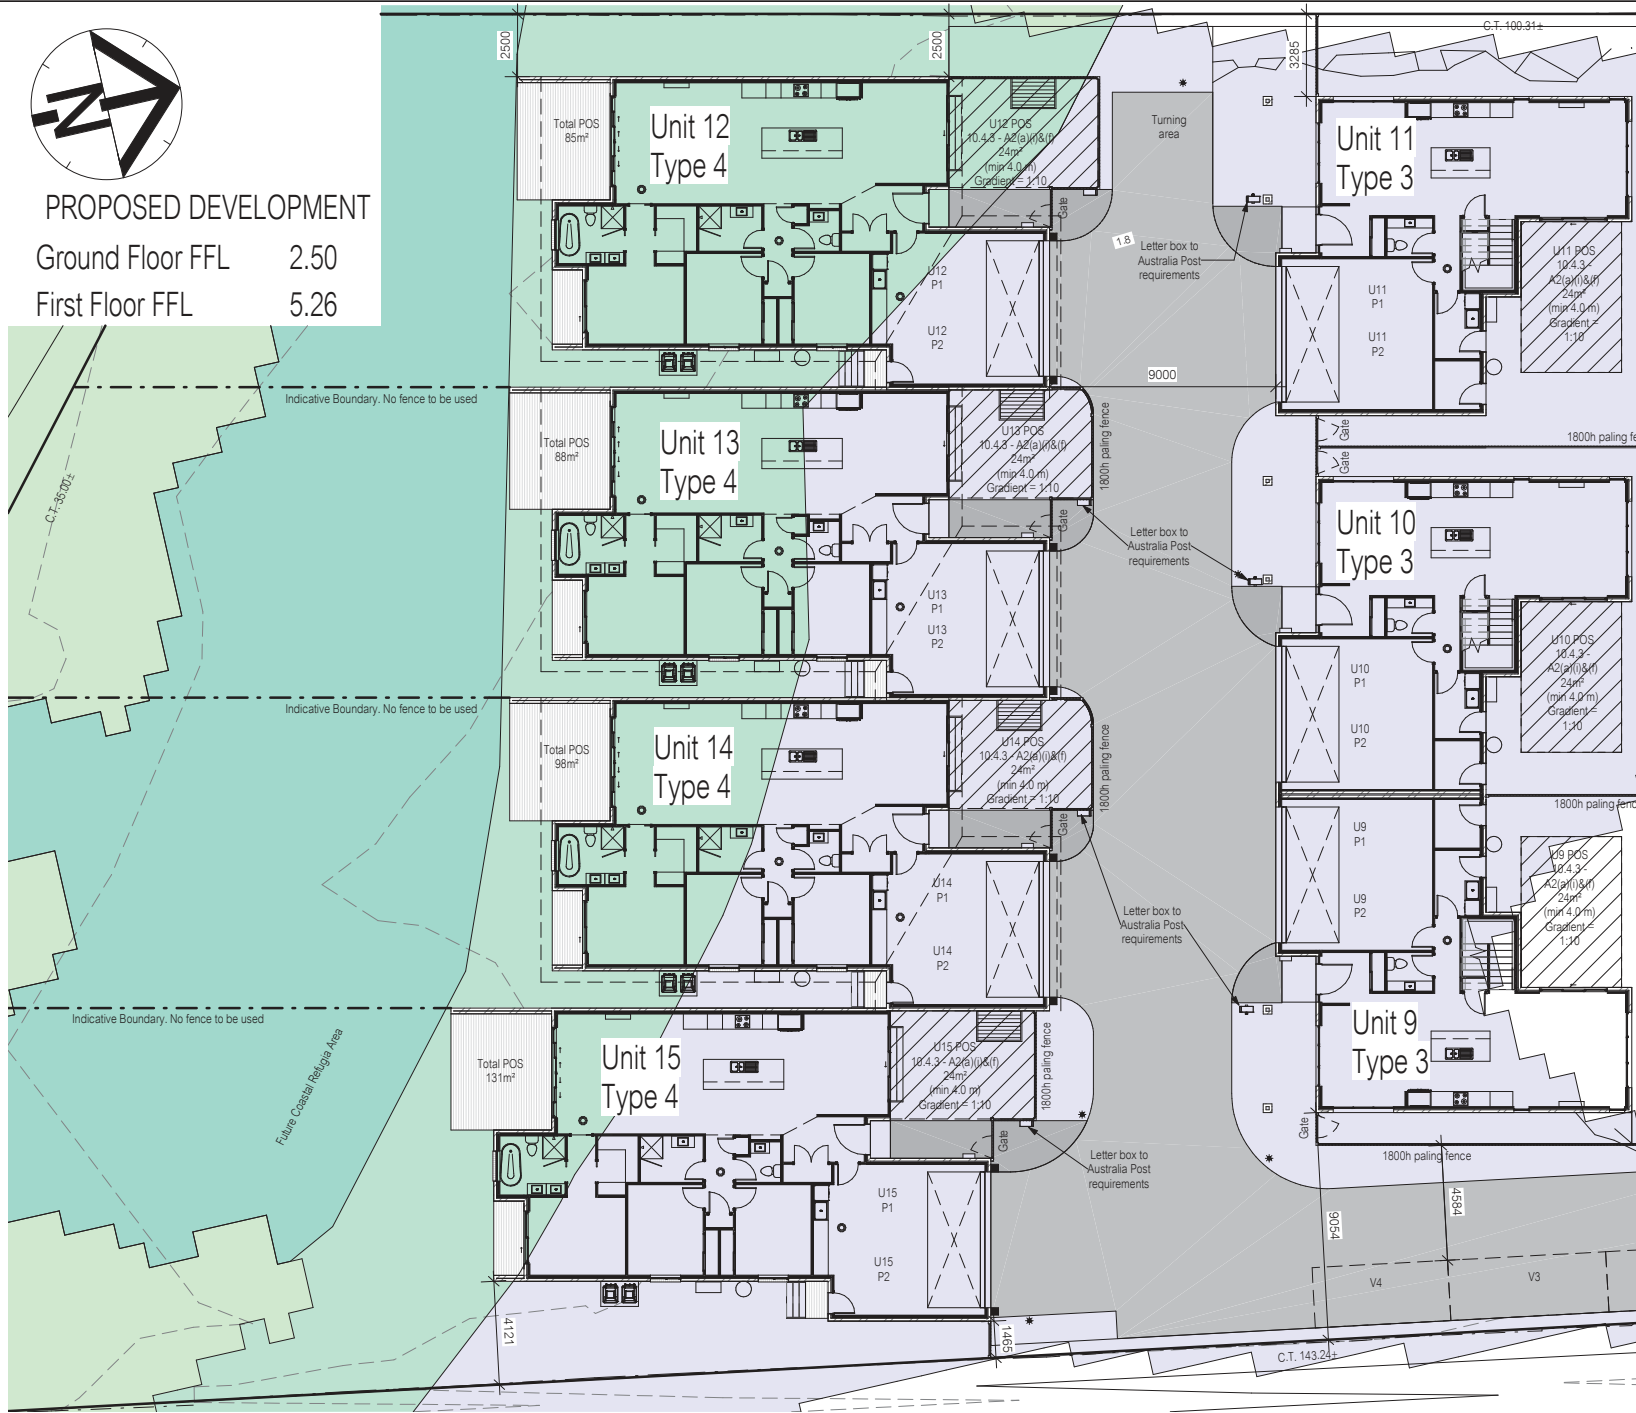 N
PROPOSED DEVELOPMENT
Ground Floor FFL 2.50
First Floor FFL 5.26
2500
2500
3285
C.T. 100.31±
Total POS
85m²
Unit 12
Type 4
U12 POS
10.4.3 - A2(a)(i)&(f)
24m²
(min 4.0 m)
Gradient = 1:10
Gate
Turning
area
1.8
Letter box to
Australia Post
requirements
U12
P1
U12
P2
Unit 11
Type 3
U11 POS
10.4.3 -
A2(a)(i)&(f)
24m²
(min 4.0 m)
Gradient =
1:10
U11
P1
U11
P2
9000
Indicative Boundary. No fence to be used
Total POS
88m²
Unit 13
Type 4
U13 POS
10.4.3 - A2(a)(i)&(f)
24m²
(min 4.0 m)
Gradient = 1:10
1800h paling fence
Gate
Gate
Gate
1800h paling fe
C.T. 35.00±
Letter box to
Australia Post
requirements
U13
P1
U13
P2
Unit 10
Type 3
U10 POS
10.4.3 -
A2(a)(i)&(f)
24m²
(min 4.0 m)
Gradient =
1:10
U10
P1
U10
P2
Indicative Boundary. No fence to be used
Total POS
98m²
Unit 14
Type 4
U14 POS
10.4.3 - A2(a)(i)&(f)
24m²
(min 4.0 m)
Gradient = 1:10
1800h paling fence
Gate
1800h paling fenc
U14
P1
U14
P2
Letter box to
Australia Post
requirements
U9
P1
U9
P2
U9 POS
10.4.3 -
A2(a)(i)&(f)
24m²
(min 4.0 m)
Gradient =
1:10
Indicative Boundary. No fence to be used
Future Coastal Refugia Area
Total POS
131m²
Unit 15
Type 4
U15 POS
10.4.3 - A2(a)(i)&(f)
24m²
(min 4.0 m)
Gradient = 1:10
1800h paling fence
Gate
Unit 9
Type 3
Gate
1800h paling fence
Letter box to
Australia Post
requirements
U15
P1
U15
P2
9054
4584
V4
V3
4121
1465
C.T. 143.24±